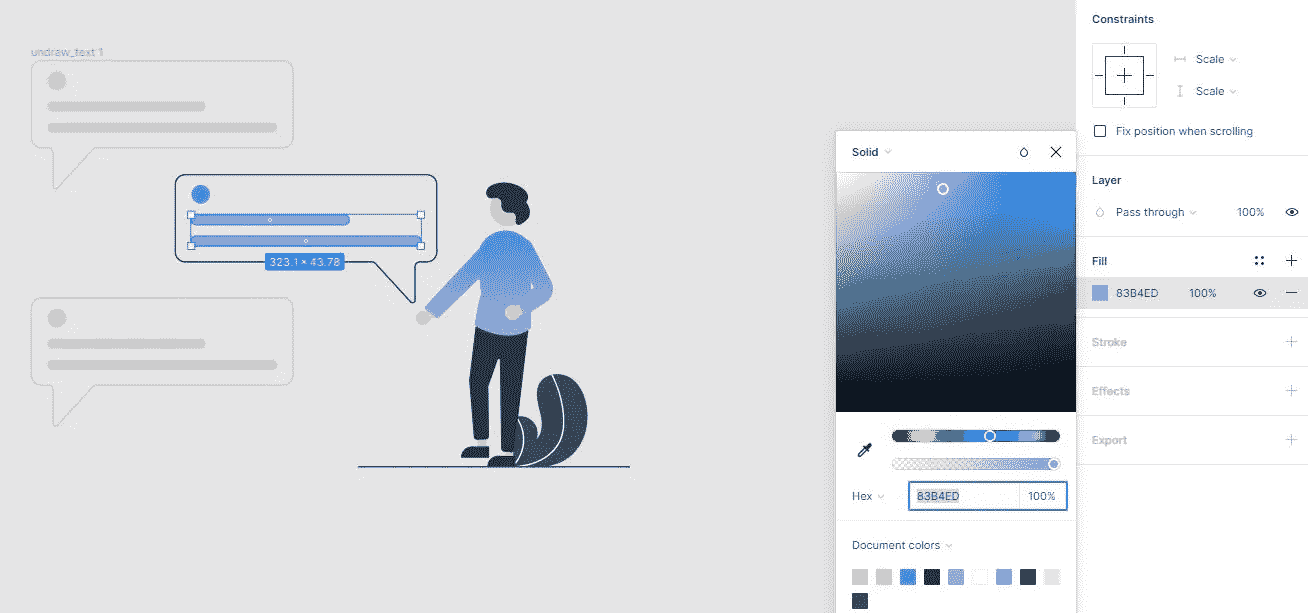 Constraints
Scale
Scale
Fix position when scrolling
undraw_text 1
Solid
Layer
Pass through 100%
Fill
83B4ED 100%
323.1 × 43.78
Stroke
Effects
Export
Hex 83B4ED 100%
Document colors